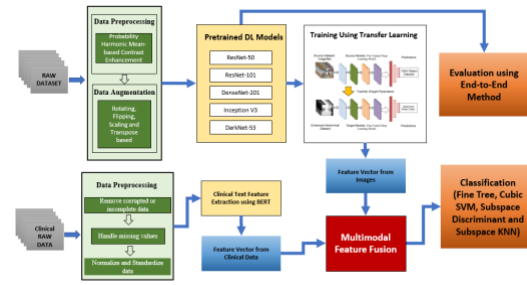 Data Preprocessing
Probability
Harmonic Mean
based Contrast
Enhancement
Data Augmentation
Rotating,
Flipping,
Scaling and
Transpose
based
RAW
DATASET
Pretrained DL Models
ResNet-50
ResNet-101
DenseNet-201
Inception V3
DarkNet-53
Training Using Transfer Learning
Evaluation using
End-to-End
Method
Feature Vector from
Images
Clinical
RAW
DATA
Data Preprocessing
Remove corrupted or
incomplete data
Handle missing values
Normalize and Standardize
data
Clinical Text Feature
Extraction using BERT
Feature Vector from
Clinical Data
Multimodal
Feature Fusion
Classification
(Fine Tree, Cubic
SVM, Subspace
Discriminant and
Subspace KNN)